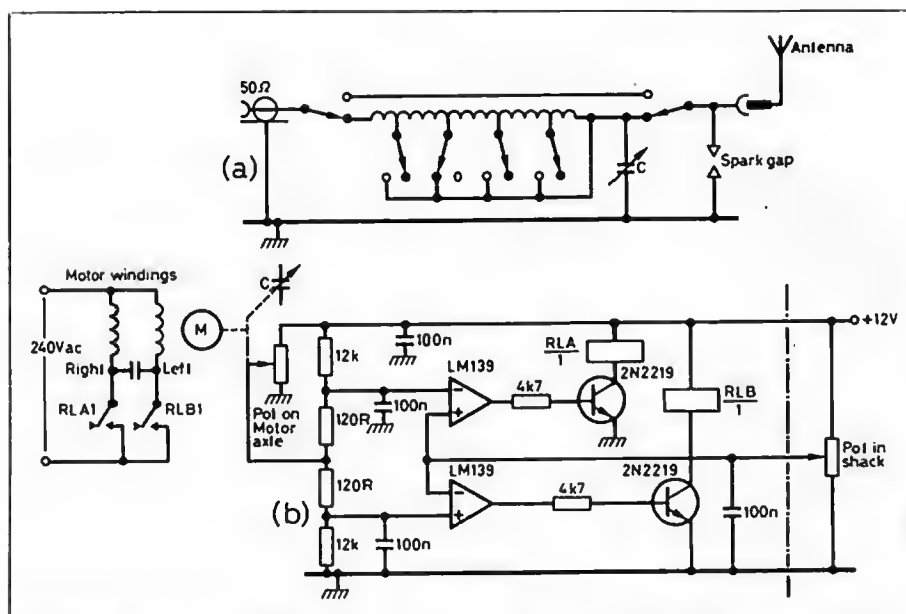 Antenna
50Ω
(a)
C
Spark gap
Motor windings
C
M
+12V
240Vac
12k
100n
RLA
1
2N2219
Right
Left
LM139
4k7
RLB
1
RLA1
RLB1
Pot on
Motor
axle
120R
100n
Pot in
shack
LM139
2N2219
120R
4k7
(b)
100n
12k
100n